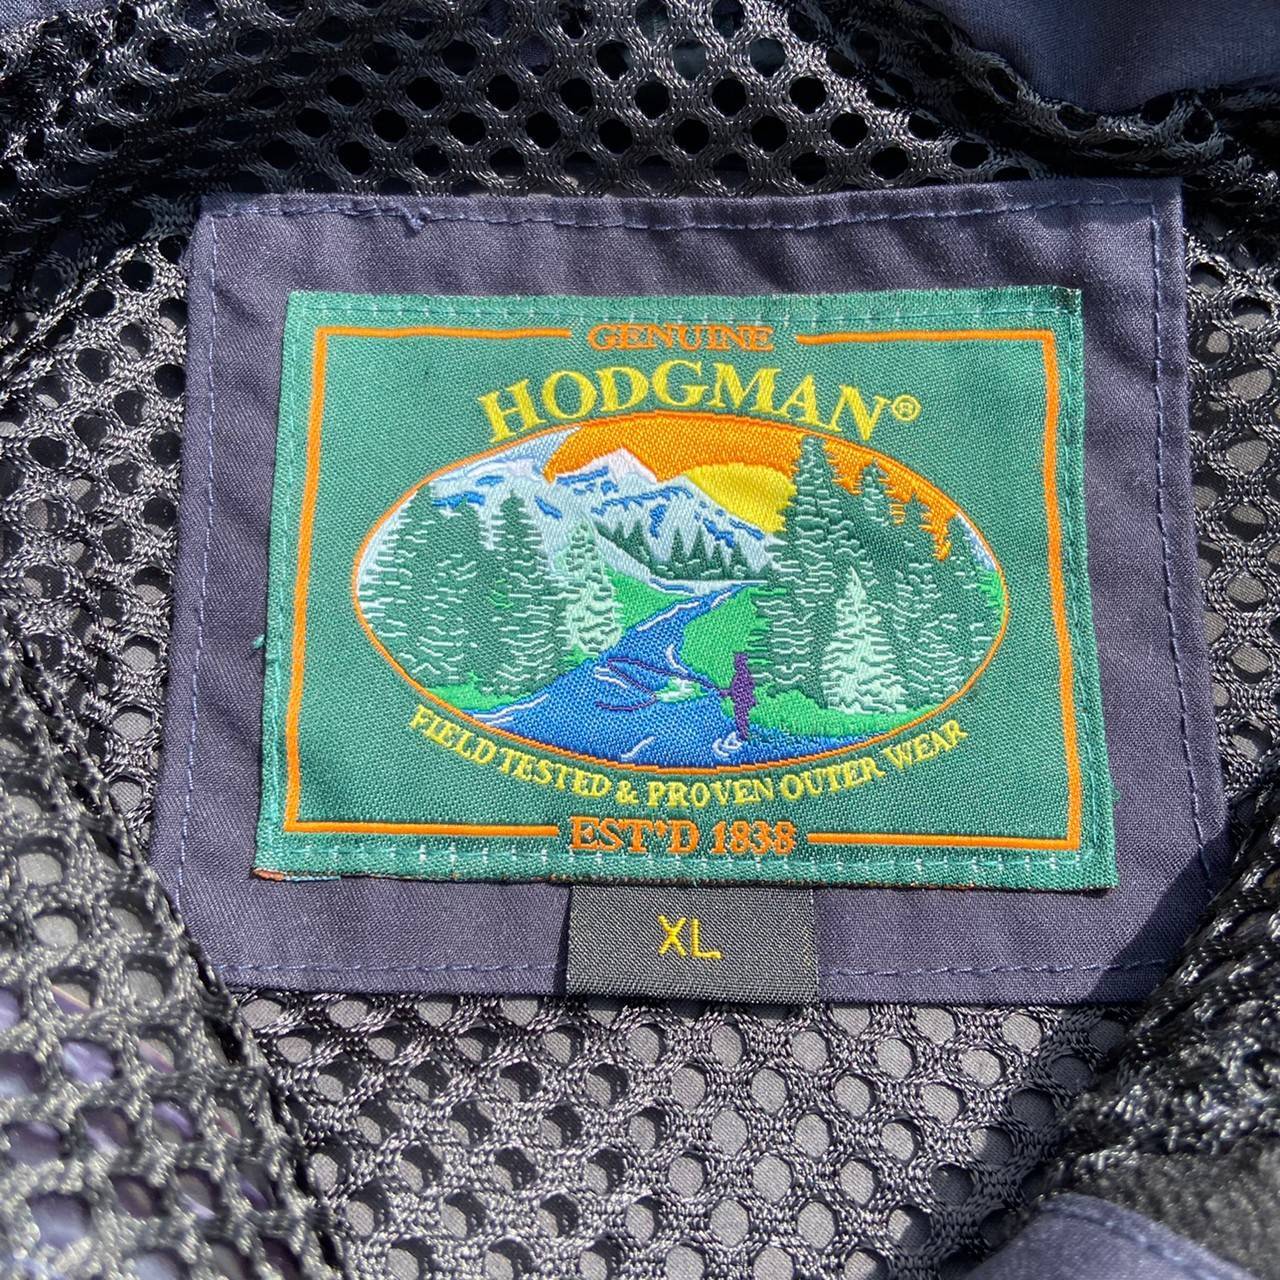 GENUINE
HODGMAN®
FIELD TESTED & PROVEN OUTER WEAR
EST'D 1838
XL